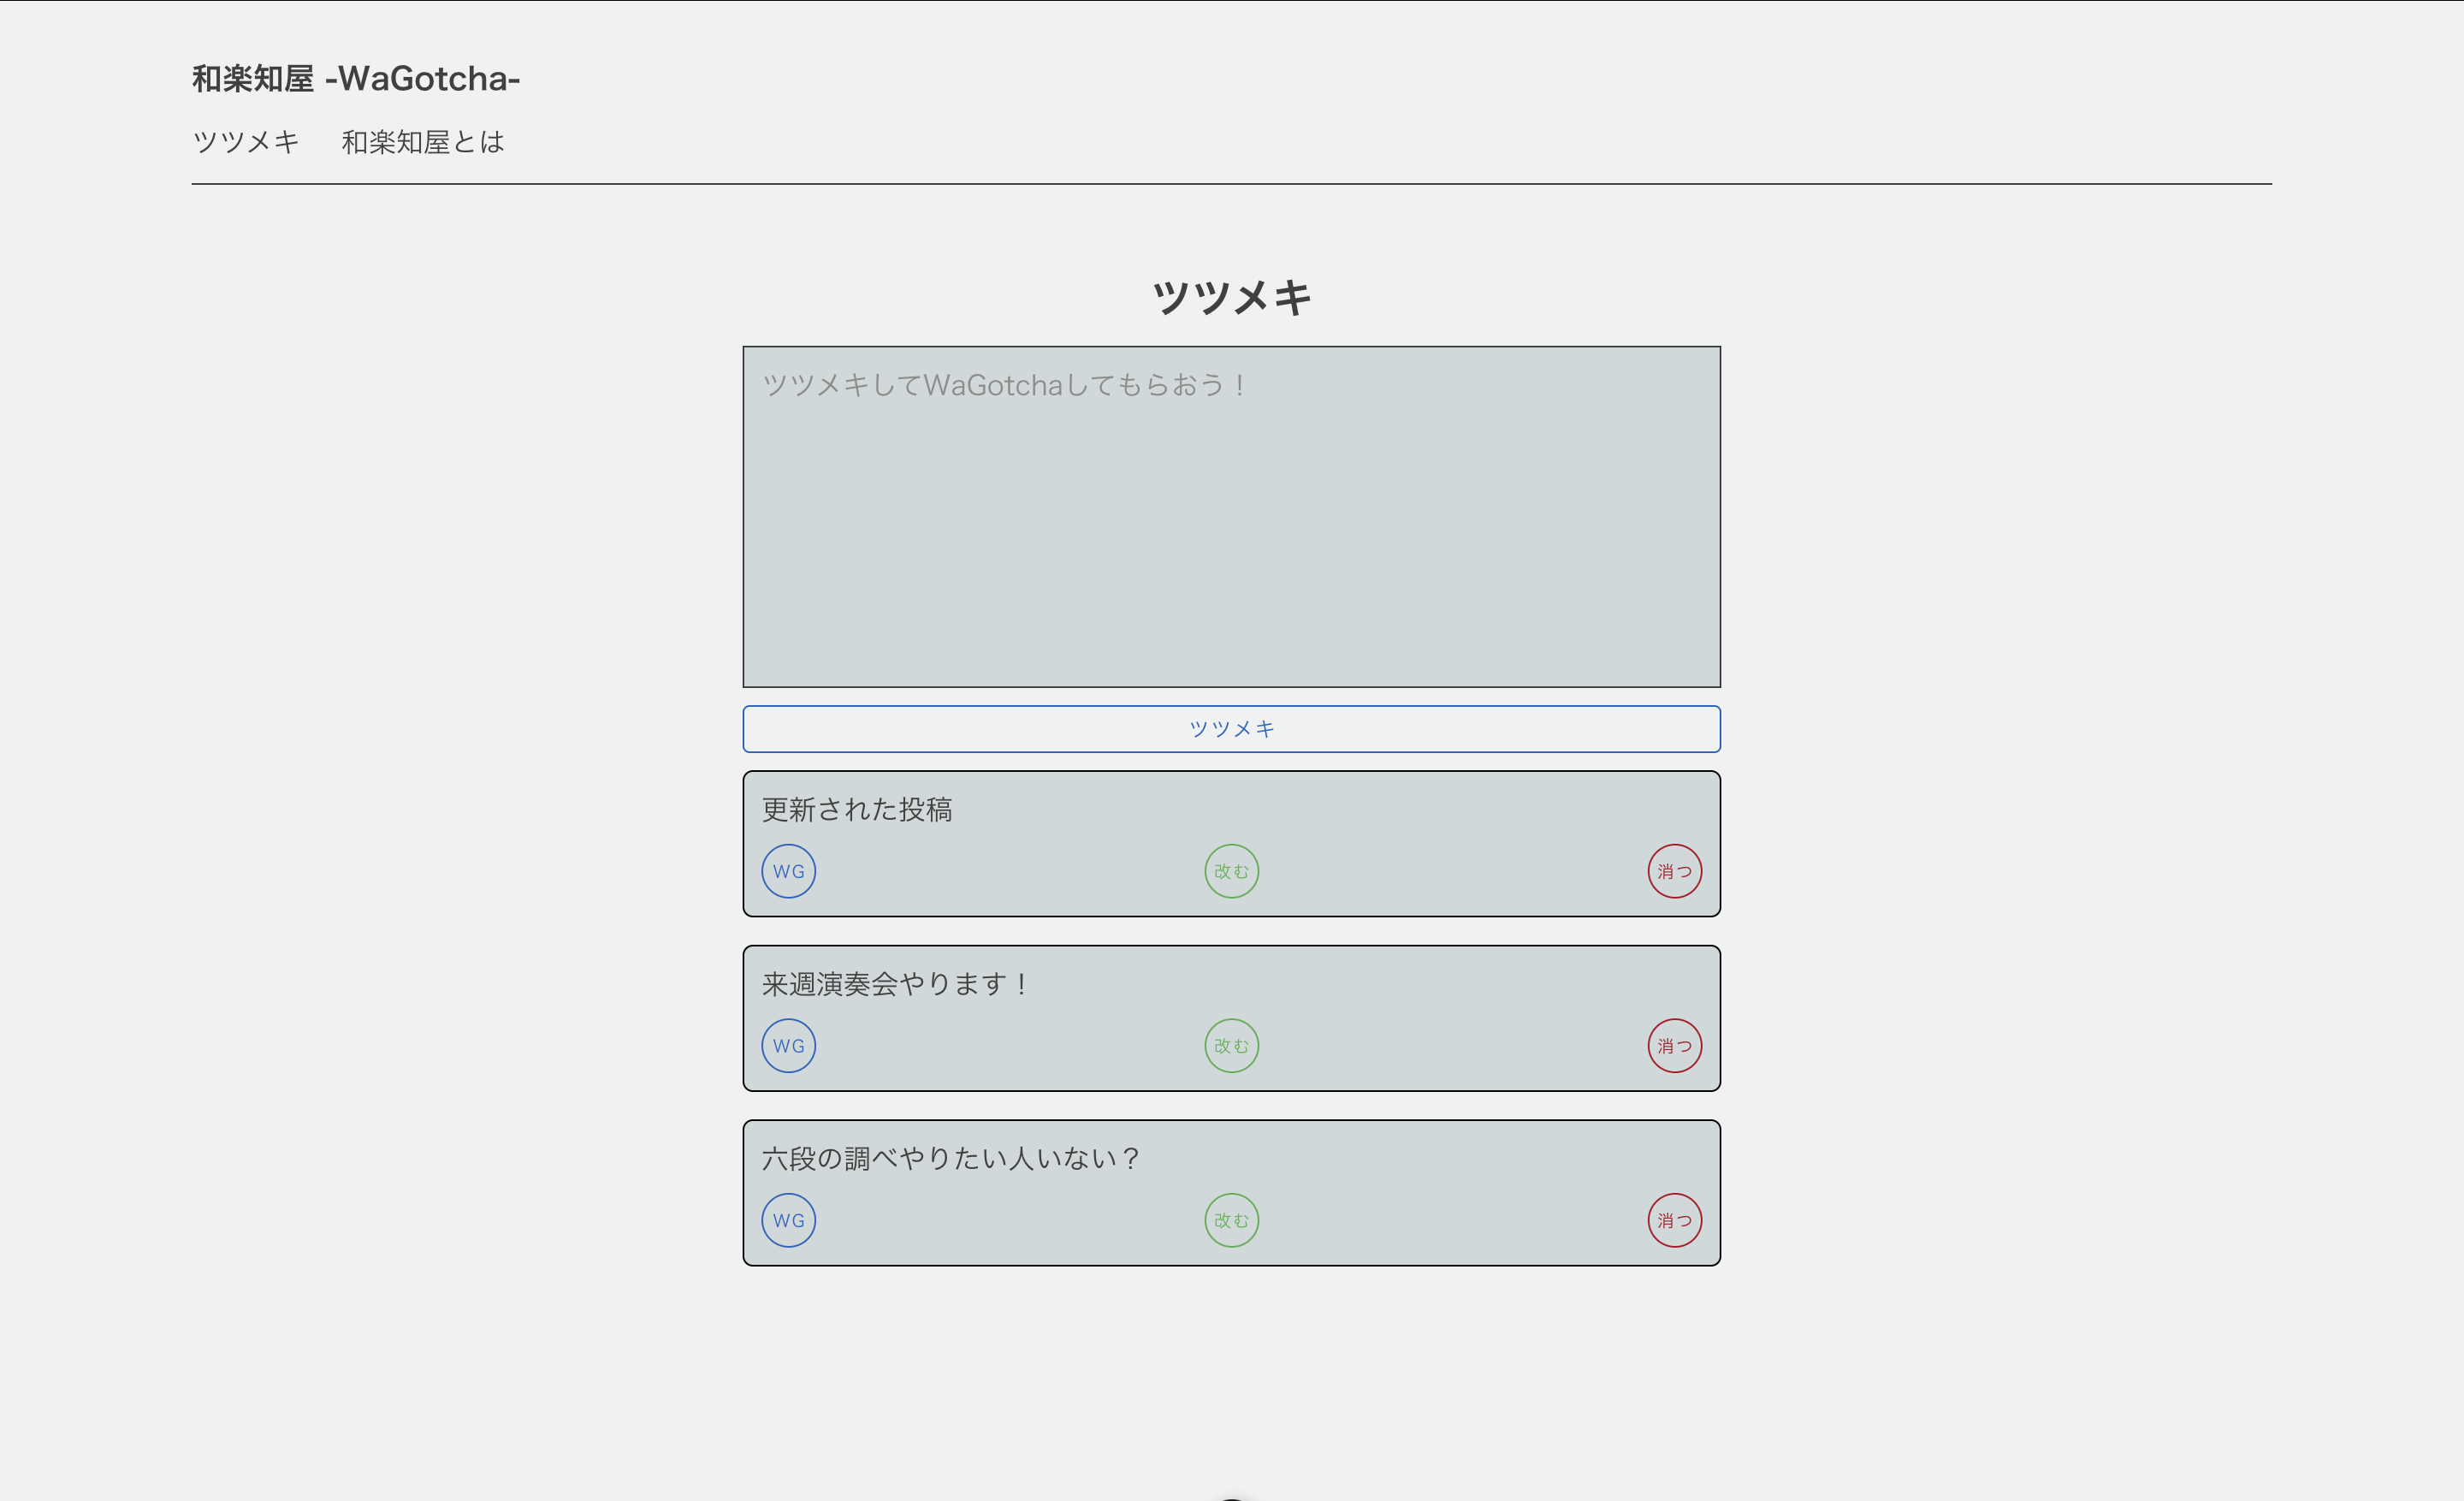 和楽知屋 -WaGotcha-
ツツメキ 和楽知屋とは
ツツメキ
ツツメキしてWaGotchaしてもらおう！
ツツメキ
更新された投稿
WG 改む 消つ
来週演奏会やります！
WG 改む 消つ
六段の調べやりたい人いない？
WG 改む 消つ